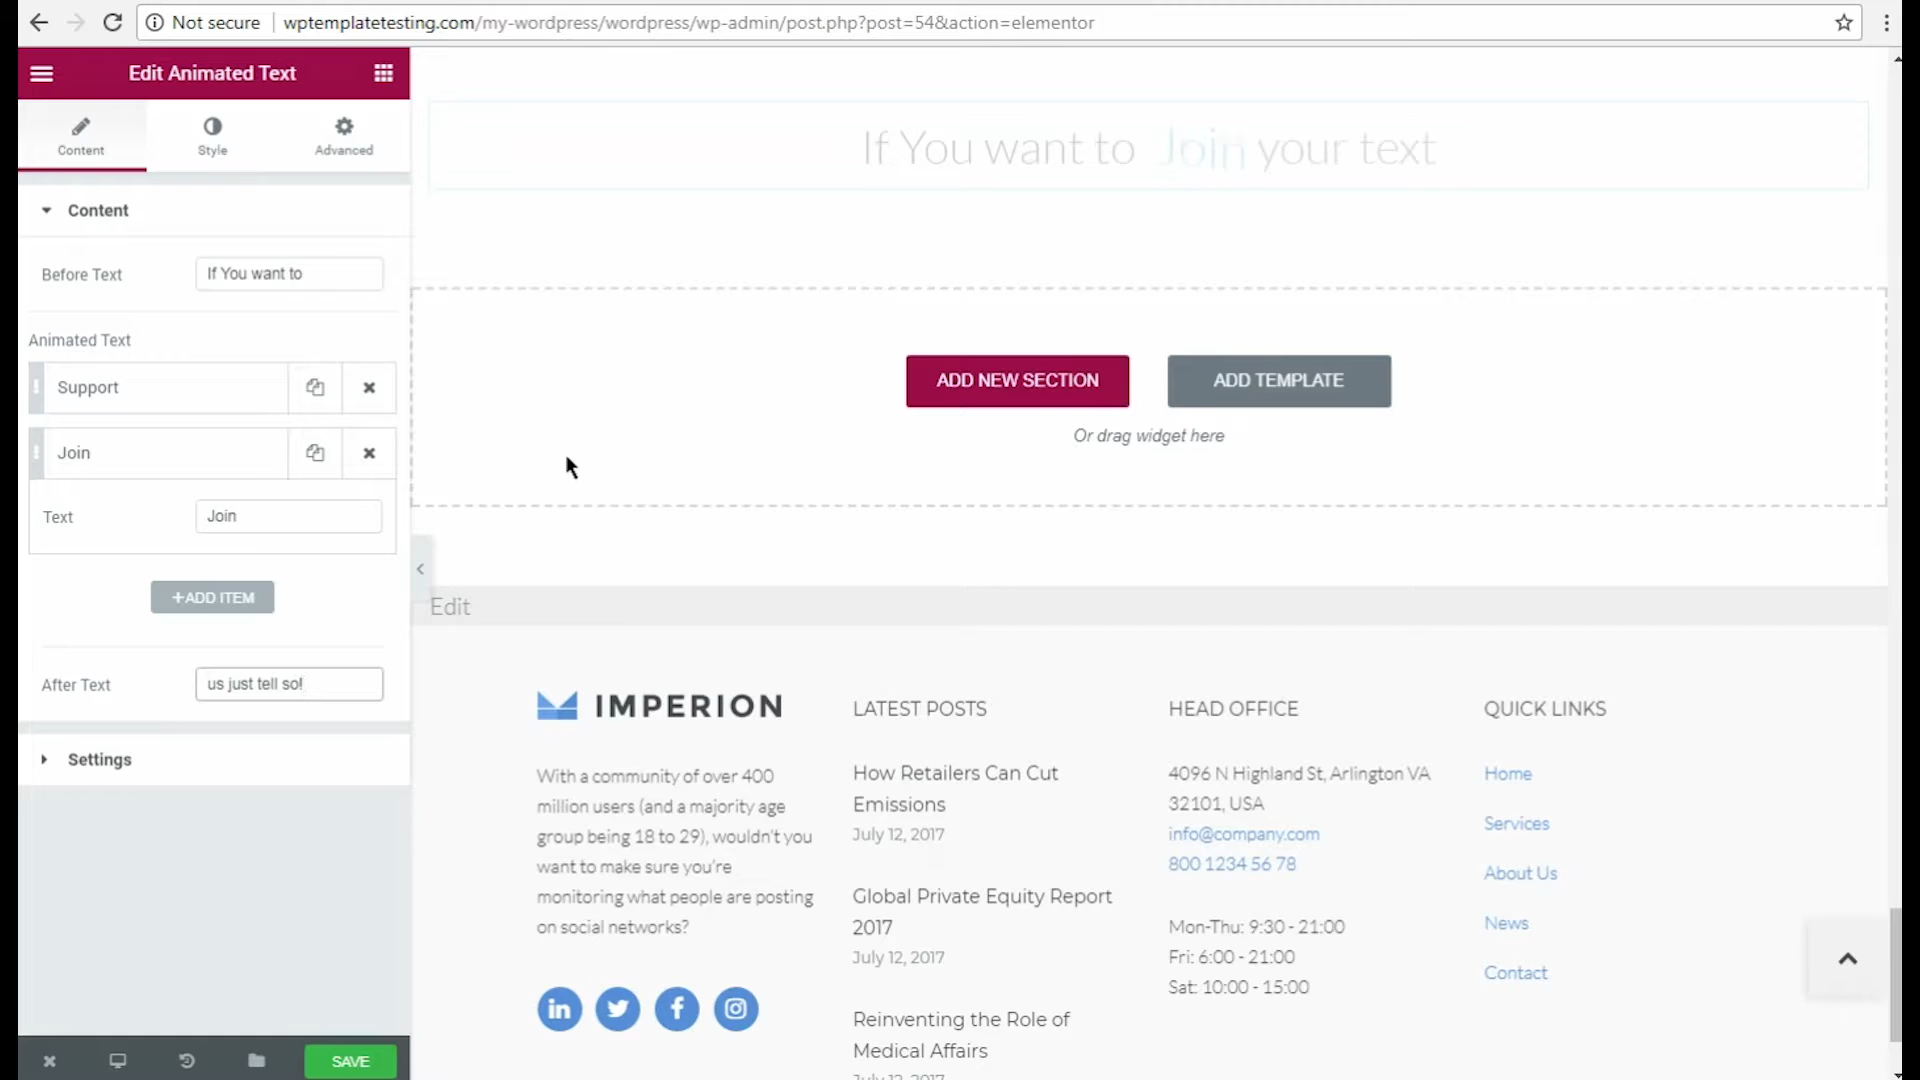 Not secure
wptemplatetesting.com/my-wordpress/wordpress/wp-admin/post.php?post=54&action=elementor
Edit Animated Text
Content
Style
Advanced
Content
Before Text
If You want to
Animated Text
Support
Join
Text
Join
+ADD ITEM
After Text
us just tell so!
Settings
SAVE
If You want to Join your text
ADD NEW SECTION
ADD TEMPLATE
Or drag widget here
Edit
IMPERION
With a community of over 400
million users (and a majority age
group being 18 to 29), wouldn't you
want to make sure you're
monitoring what people are posting
on social networks?
in
LATEST POSTS
How Retailers Can Cut
Emissions
July 12, 2017
Global Private Equity Report
2017
July 12, 2017
Reinventing the Role of
Medical Affairs
July 12, 2017
HEAD OFFICE
4096 N Highland St, Arlington VA
32101, USA
info@company.com
800 1234 56 78
Mon-Thu: 9:30 - 21:00
Fri: 6:00 - 21:00
Sat: 10:00 - 15:00
QUICK LINKS
Home
Services
About Us
News
Contact